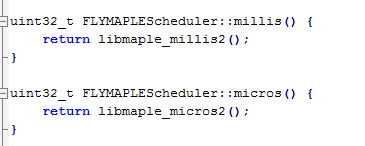 uint32_t FLYMAPLEScheduler::millis() {
    return libmaple_millis2();
}
uint32_t FLYMAPLEScheduler::micros() {
    return libmaple_micros2();
}